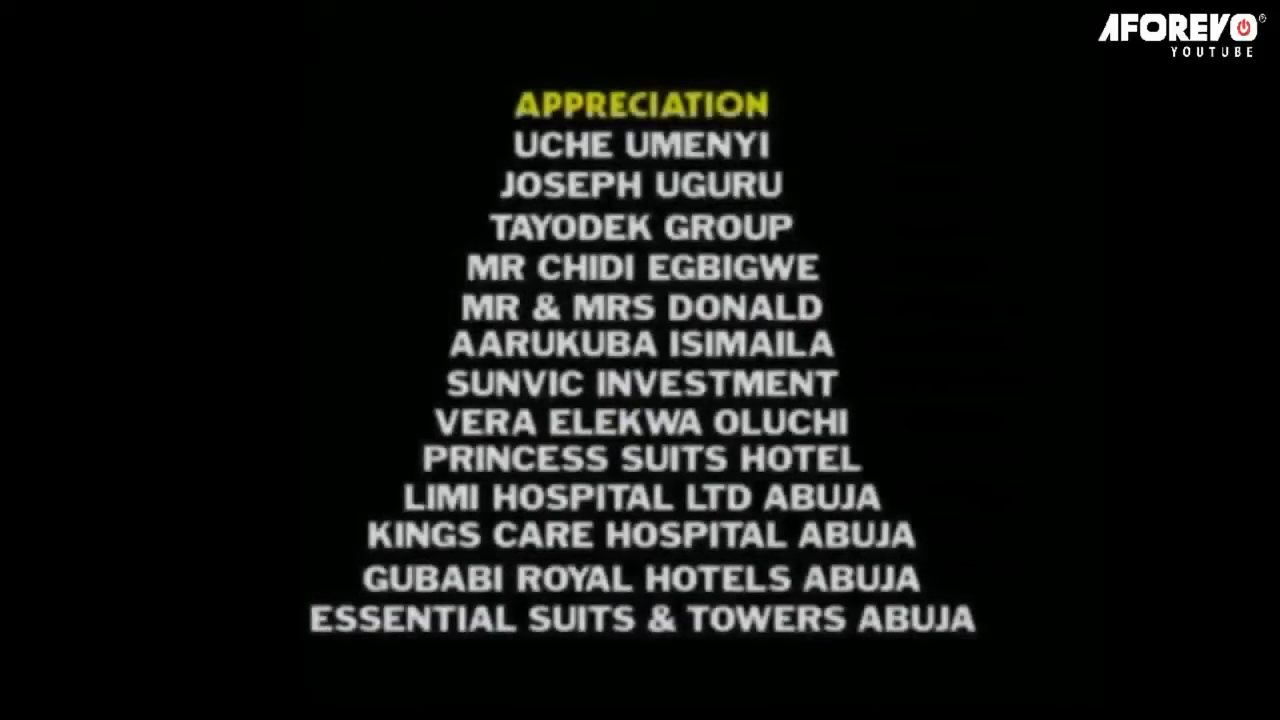 AFOREVO
YOUTUBE
APPRECIATION
UCHE UMENYI
JOSEPH UGURU
TAYODEK GROUP
MR CHIDI EGBIGWE
MR & MRS DONALD
AARUKUBA ISIMAILA
SUNVIC INVESTMENT
VERA ELEKWA OLUCHI
PRINCESS SUITS HOTEL
LIMI HOSPITAL LTD ABUJA
KINGS CARE HOSPITAL ABUJA
GUBABI ROYAL HOTELS ABUJA
ESSENTIAL SUITS & TOWERS ABUJA